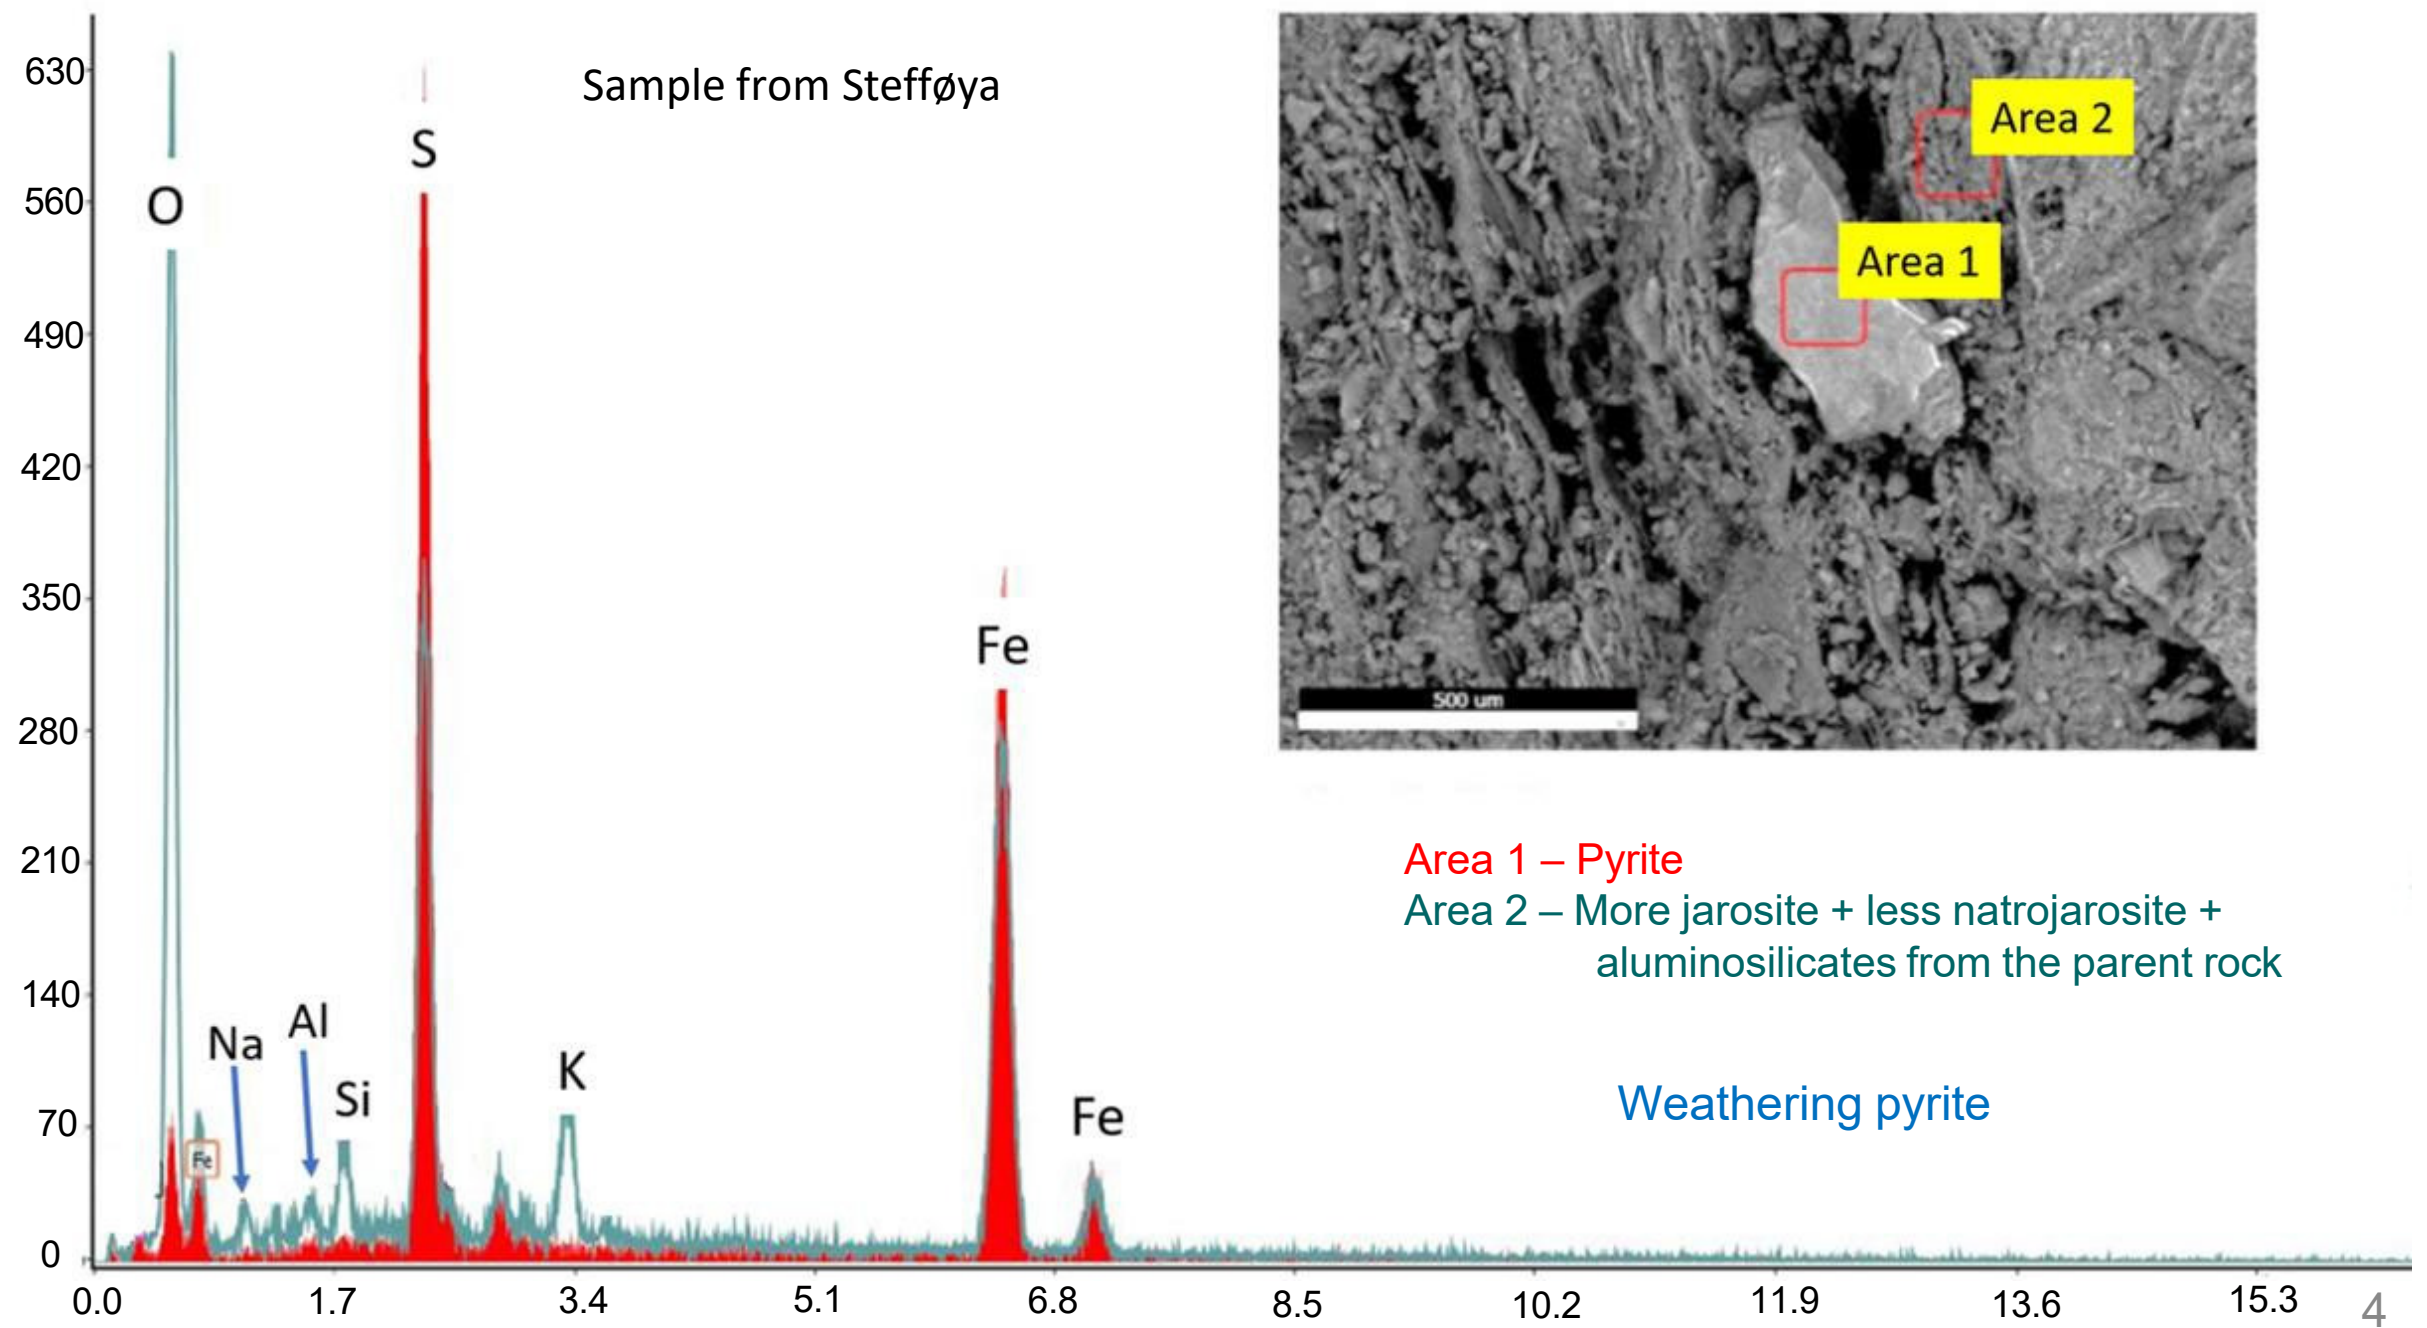 Sample from Stefføya
630
560
490
420
350
280
210
140
70
0
O
S
Fe
Na
Al
Si
K
Fe
Fe
0.0
1.7
3.4
5.1
6.8
8.5
10.2
11.9
13.6
15.3
Area 2
Area 1
500 um
Area 1 – Pyrite
Area 2 – More jarosite + less natrojarosite +
aluminosilicates from the parent rock
Weathering pyrite
4